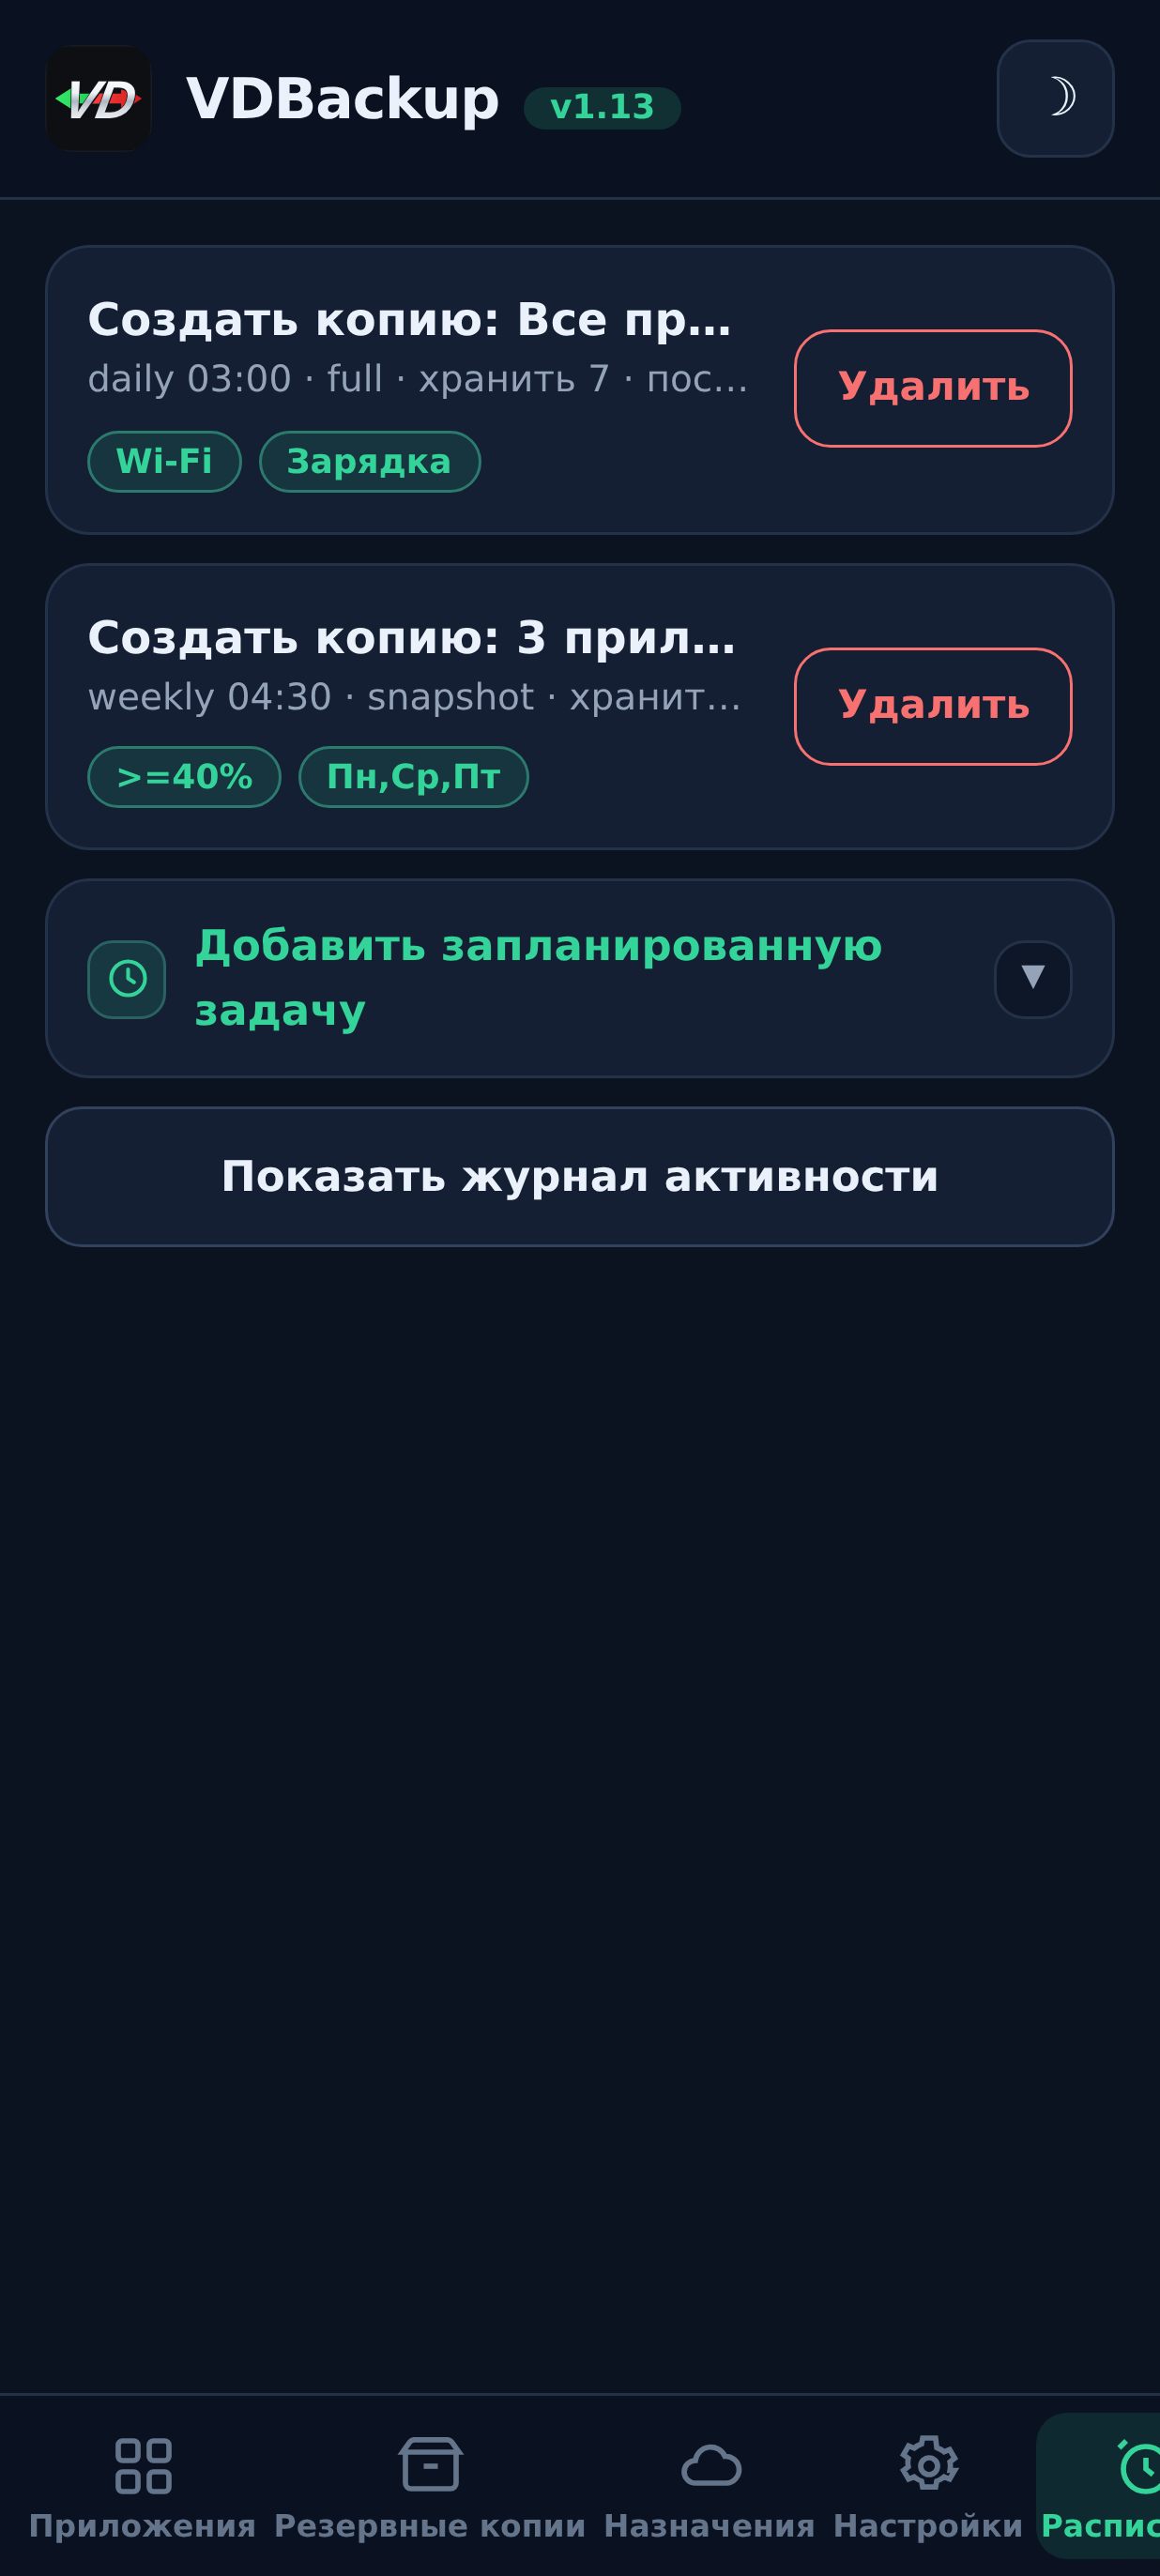 VD
VDBackup v1.13
Создать копию: Все пр...
daily 03:00 · full · хранить 7 · пос...
Wi-Fi Зарядка
Удалить
Создать копию: 3 прил...
weekly 04:30 · snapshot · хранит...
>=40% Пн,Ср,Пт
Удалить
Добавить запланированную
задачу
Показать журнал активности
Приложения Резервные копии Назначения Настройки Распис